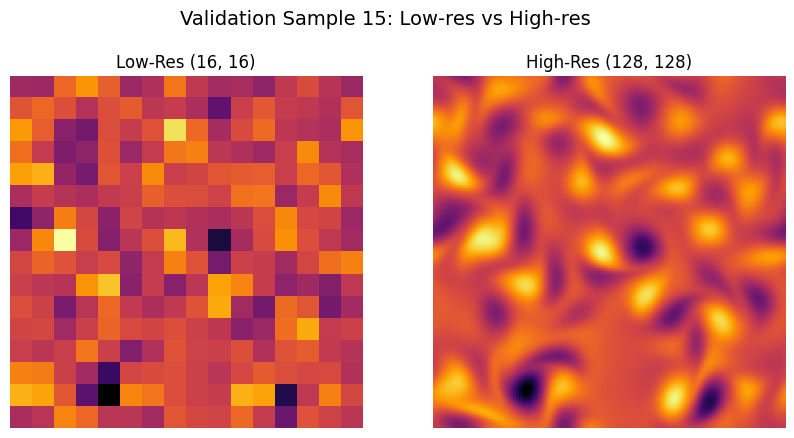 Validation Sample 15: Low-res vs High-res
Low-Res (16, 16)
High-Res (128, 128)